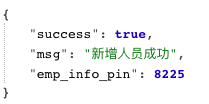 {
"success": true,
"msg": "新增人员成功",
"emp_info_pin": 8225
}